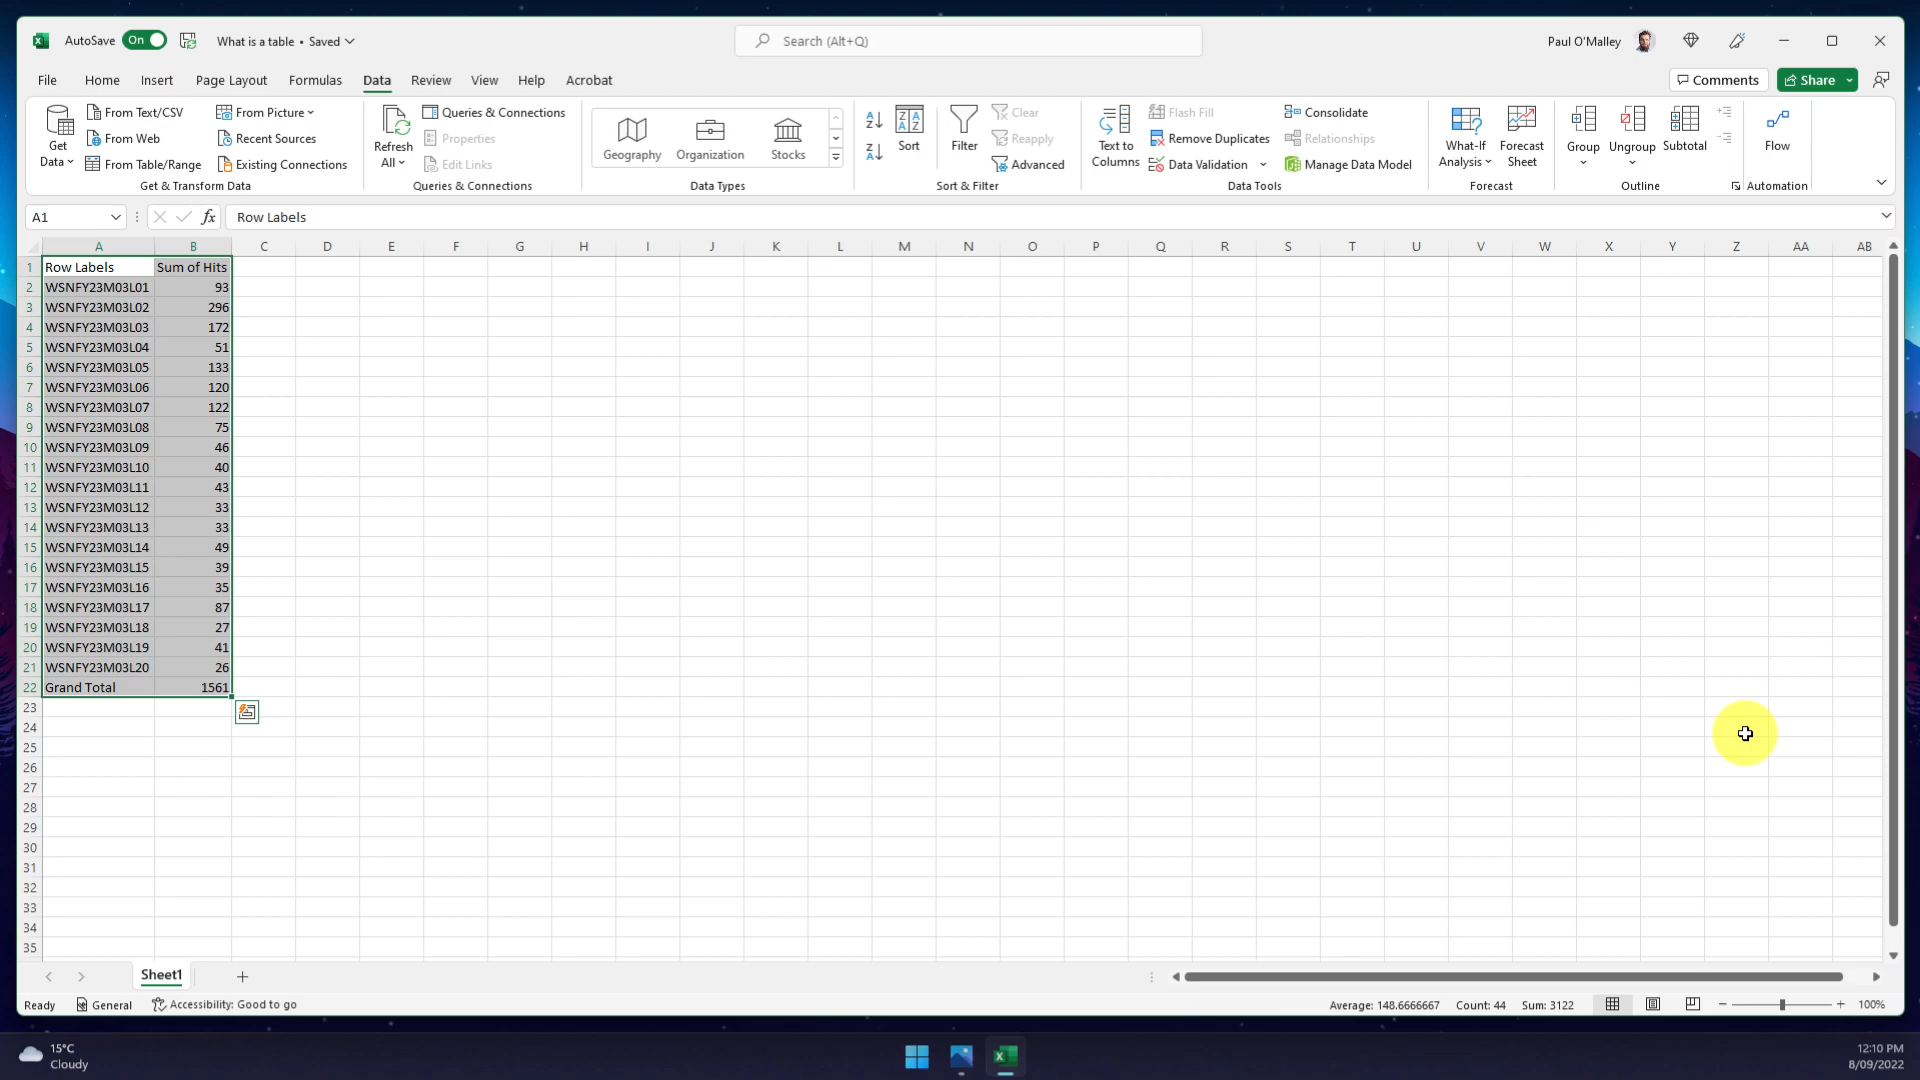 AutoSave On What is a table • Saved Search (Alt+Q) Paul O'Malley
File Home Insert Page Layout Formulas Data Review View Help Acrobat Comments Share
Get Data
From Text/CSV
From Web
From Table/Range
From Picture
Recent Sources
Existing Connections
Get & Transform Data
Refresh All
Queries & Connections
Properties
Edit Links
Queries & Connections
Geography Organization Stocks
Data Types
Sort
Filter
Clear
Reapply
Advanced
Sort & Filter
Text to Columns
Flash Fill
Remove Duplicates
Data Validation
Consolidate
Relationships
Manage Data Model
Data Tools
What-If Analysis
Forecast Sheet
Forecast
Group Ungroup Subtotal
Outline
Flow
Automation
A1 fx Row Labels
A B C D E F G H I J K L M N O P Q R S T U V W X Y Z AA AB
1 Row Labels Sum of Hits
2 WSNFY23M03L01 93
3 WSNFY23M03L02 296
4 WSNFY23M03L03 172
5 WSNFY23M03L04 51
6 WSNFY23M03L05 133
7 WSNFY23M03L06 120
8 WSNFY23M03L07 122
9 WSNFY23M03L08 75
10 WSNFY23M03L09 46
11 WSNFY23M03L10 40
12 WSNFY23M03L11 43
13 WSNFY23M03L12 33
14 WSNFY23M03L13 33
15 WSNFY23M03L14 49
16 WSNFY23M03L15 39
17 WSNFY23M03L16 35
18 WSNFY23M03L17 87
19 WSNFY23M03L18 27
20 WSNFY23M03L19 41
21 WSNFY23M03L20 26
22 Grand Total 1561
23
24
25
26
27
28
29
30
31
32
33
34
35
Sheet1
Ready General Accessibility: Good to go Average: 148.6666667 Count: 44 Sum: 3122 100%
15°C
Cloudy
12:10 PM
8/09/2022